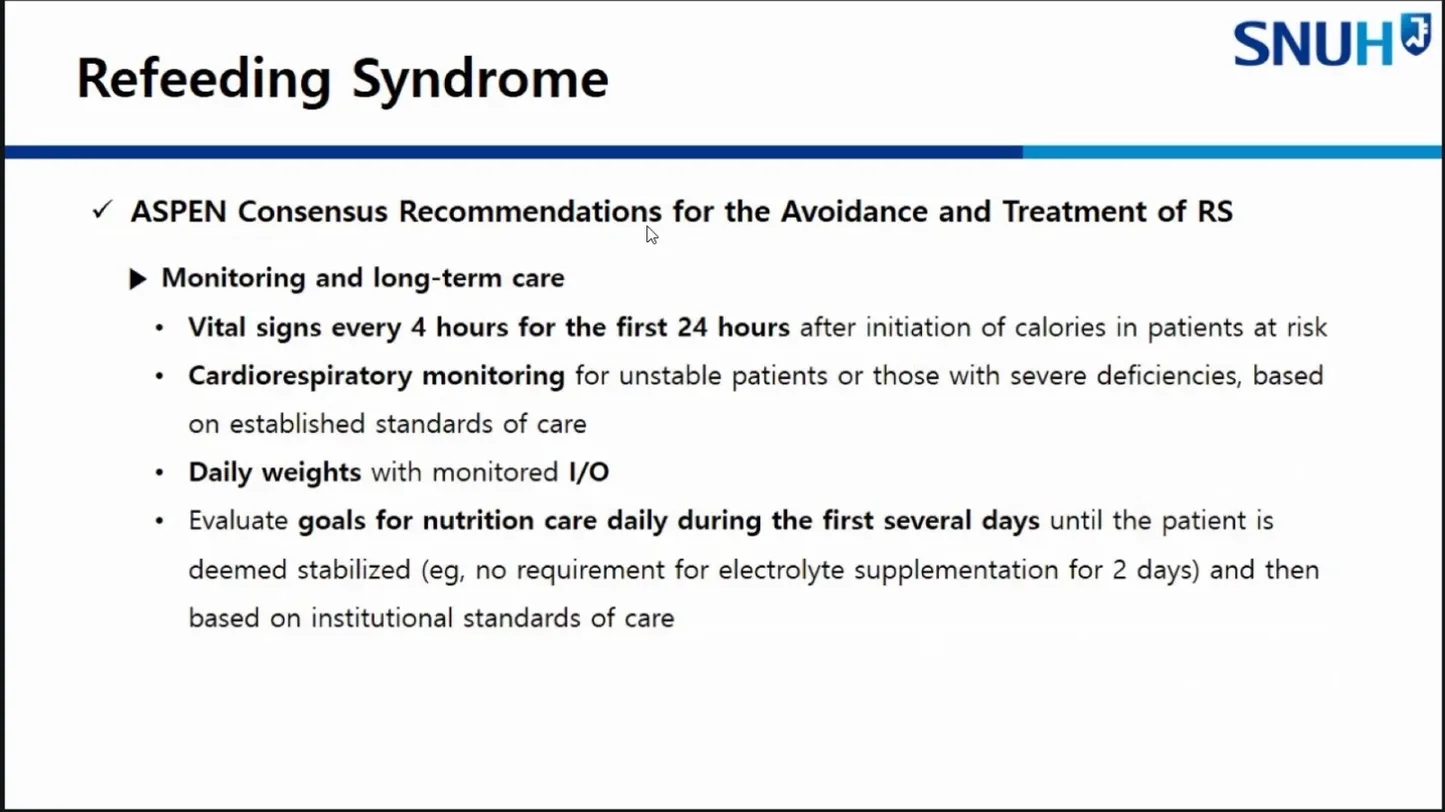 SNUH
Refeeding Syndrome
✓ ASPEN Consensus Recommendations for the Avoidance and Treatment of RS
▶ Monitoring and long-term care
• Vital signs every 4 hours for the first 24 hours after initiation of calories in patients at risk
• Cardiorespiratory monitoring for unstable patients or those with severe deficiencies, based
on established standards of care
• Daily weights with monitored I/O
• Evaluate goals for nutrition care daily during the first several days until the patient is
deemed stabilized (eg, no requirement for electrolyte supplementation for 2 days) and then
based on institutional standards of care